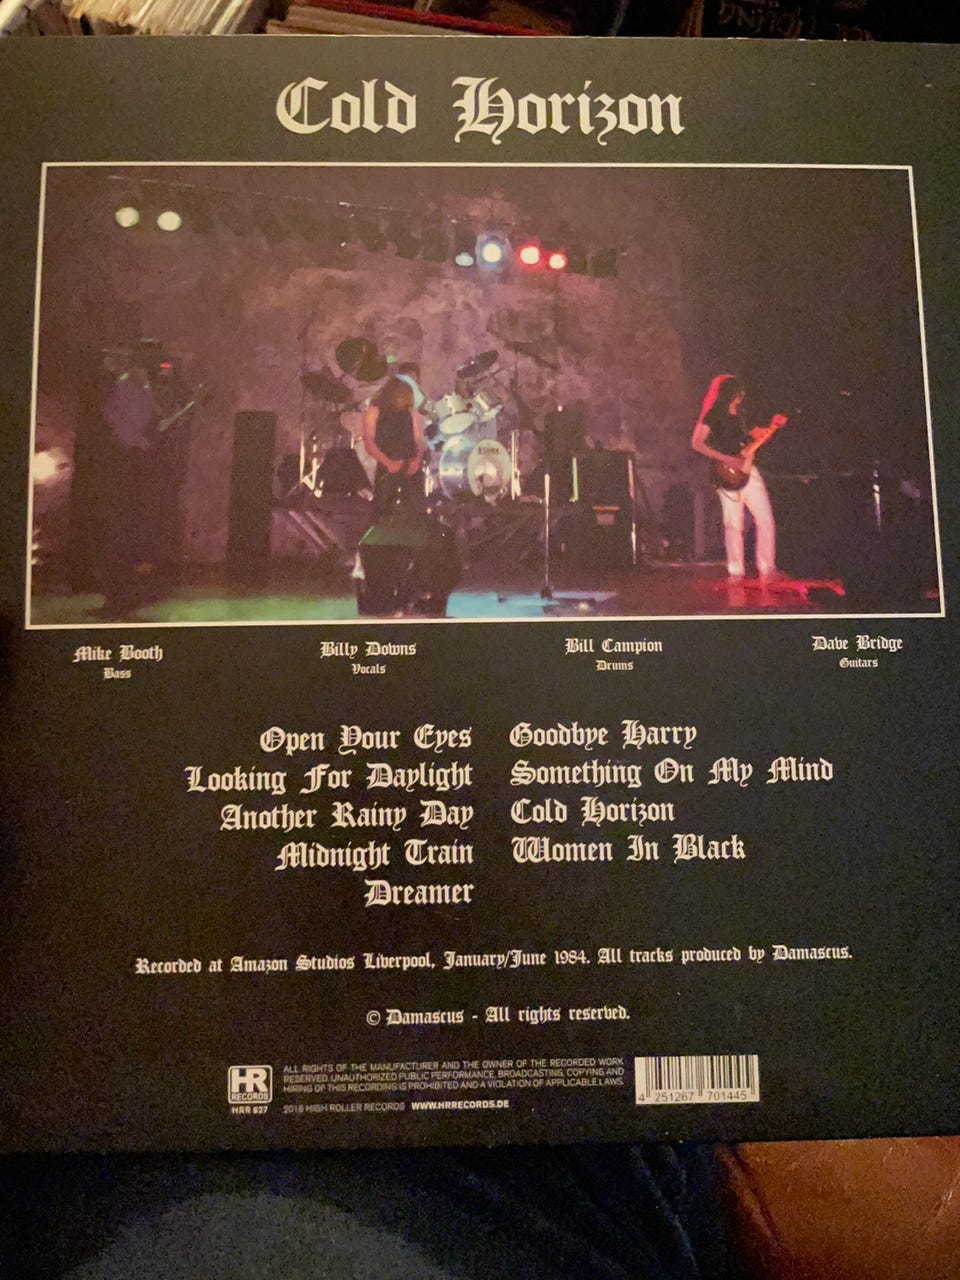 Cold Horizon
Mike Booth
Bass
Billy Downs
Vocals
Bill Campion
Drums
Dave Bridge
Guitars
Open Your Eyes
Looking For Daylight
Another Rainy Day
Midnight Train
Dreamer
Goodbye Harry
Something On My Mind
Cold Horizon
Women In Black
Recorded at Amazon Studios Liverpool, January/June 1984. All tracks produced by Damascus.
© Damascus - All rights reserved.
HR
RECORDS
HRR 627
ALL RIGHTS OF THE MANUFACTURER AND THE OWNER OF THE RECORDED WORK
RESERVED. UNAUTHORIZED PUBLIC PERFORMANCE, BROADCASTING, COPYING AND
HIRING OF THIS RECORDING IS PROHIBITED AND A VIOLATION OF APPLICABLE LAWS.
2018 HIGH ROLLER RECORDS WWW.HRRECORDS.DE
4 251267 701445